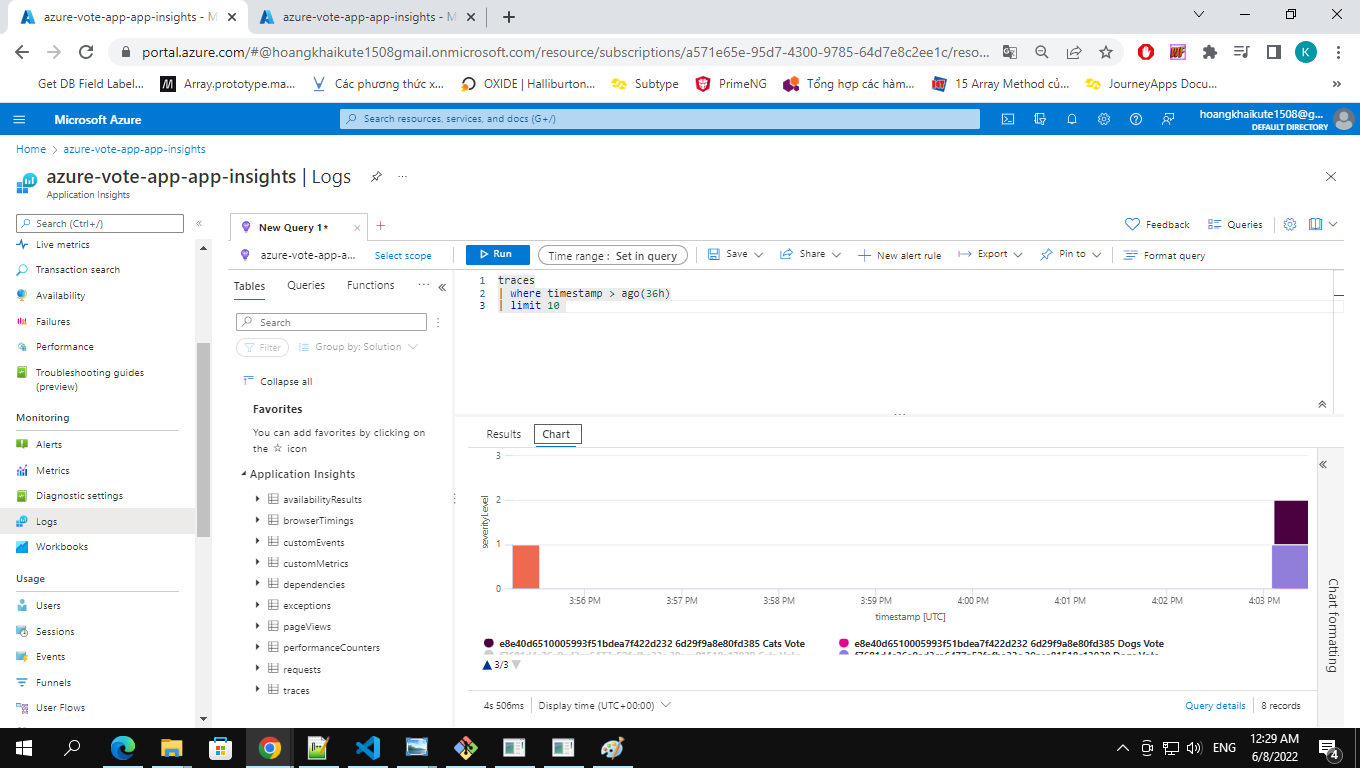 azure-vote-app-app-insights - M
azure-vote-app-app-insights - M
portal.azure.com/#@hoangkhaikute1508gmail.onmicrosoft.com/resource/subscriptions/a571e65e-95d7-4300-9785-64d7e8c2ee1c/reso...
K
Get DB Field Label...
Array.prototype.ma...
Các phương thức x...
OXIDE | Halliburton...
Subtype
PrimeNG
Tổng hợp các hàm...
15 Array Method củ...
JourneyApps Docu...
»
Microsoft Azure
Search resources, services, and docs (G+/)
hoangkhaikute1508@g...
DEFAULT DIRECTORY
Home > azure-vote-app-app-insights
azure-vote-app-app-insights | Logs
Application Insights
Search (Ctrl+/)
Live metrics
Transaction search
Availability
Failures
Performance
Troubleshooting guides
(preview)
Monitoring
Alerts
Metrics
Diagnostic settings
Logs
Workbooks
Usage
Users
Sessions
Events
Funnels
User Flows
New Query 1*
Feedback
Queries
azure-vote-app-a...
Select scope
Run
Time range : Set in query
Save
Share
New alert rule
Export
Pin to
Format query
Tables
Queries
Functions
Search
Filter
Group by: Solution
Collapse all
Favorites
You can add favorites by clicking on
the ☆ icon
Application Insights
availabilityResults
browserTimings
customEvents
customMetrics
dependencies
exceptions
pageViews
performanceCounters
requests
traces
1 traces
2 | where timestamp > ago(36h)
3 | limit 10
Results
Chart
3
2
1
0
severityLevel
3:56 PM
3:57 PM
3:58 PM
3:59 PM
4:00 PM
4:01 PM
4:02 PM
4:03 PM
timestamp [UTC]
e8e40d6510005993f51bdea7f422d232 6d29f9a8e80fd385 Cats Vote
e8e40d6510005993f51bdea7f422d232 6d29f9a8e80fd385 Dogs Vote
3/3
Chart formatting
4s 506ms
Display time (UTC+00:00)
Query details
8 records
ENG
12:29 AM
6/8/2022
4